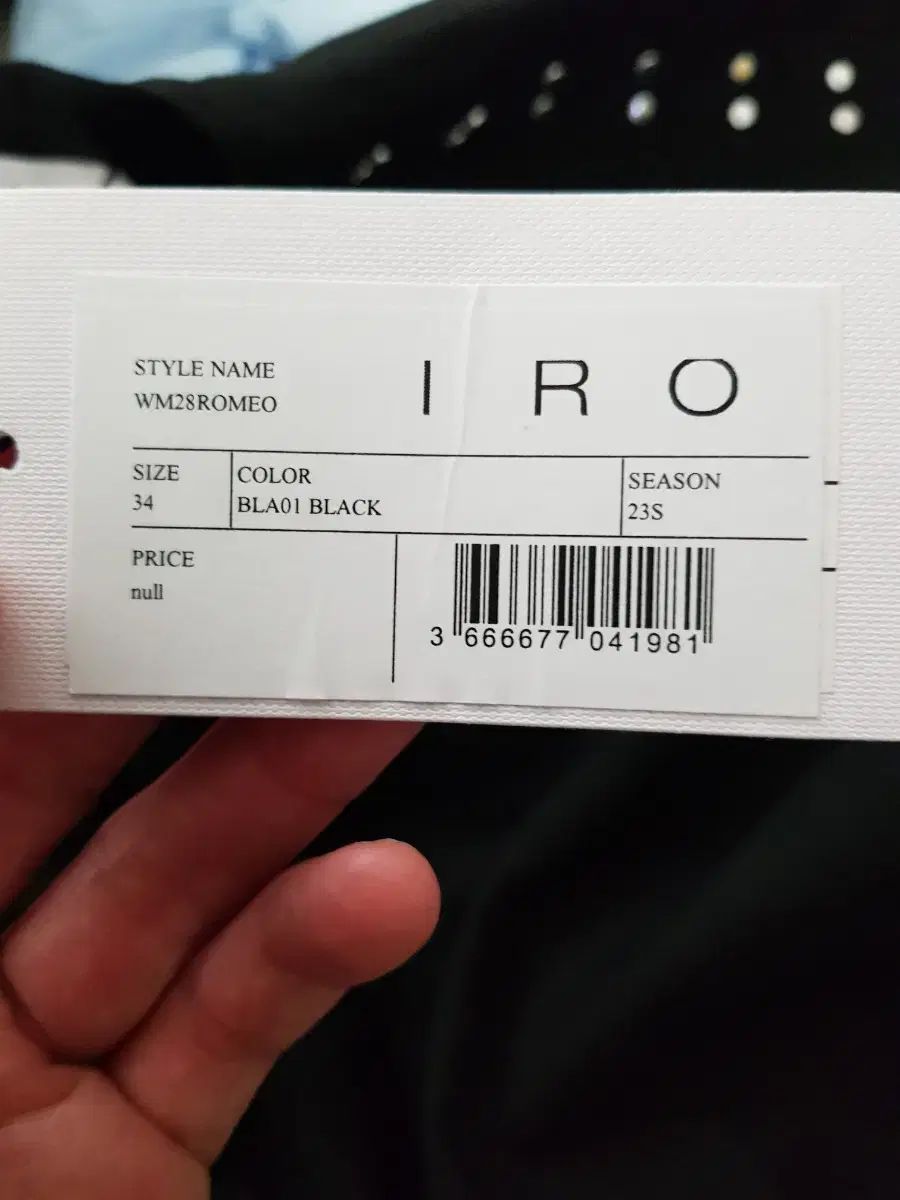 STYLE NAME
WM28ROMEO
I R O
SIZE
34
COLOR
BLA01 BLACK
SEASON
23S
PRICE
null
3 666677 041981